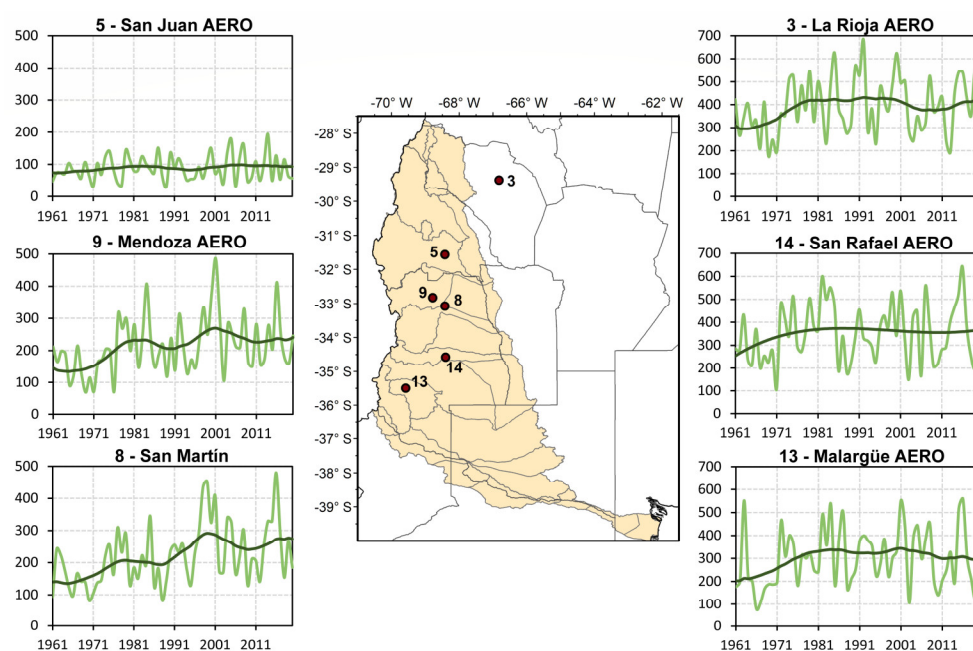 5 - San Juan AERO
500
400
300
200
100
0
1961 1971 1981 1991 2001 2011
9 - Mendoza AERO
500
400
300
200
100
0
1961 1971 1981 1991 2001 2011
8 - San Martín
500
400
300
200
100
0
1961 1971 1981 1991 2001 2011
-70° W -68° W -66° W -64° W -62° W
-28° S
-29° S
-30° S
-31° S
-32° S
-33° S
-34° S
-35° S
-36° S
-37° S
-38° S
-39° S
3
5
9
8
14
13
3 - La Rioja AERO
700
600
500
400
300
200
100
0
1961 1971 1981 1991 2001 2011
14 - San Rafael AERO
700
600
500
400
300
200
100
0
1961 1971 1981 1991 2001 2011
13 - Malargüe AERO
700
600
500
400
300
200
100
0
1961 1971 1981 1991 2001 2011